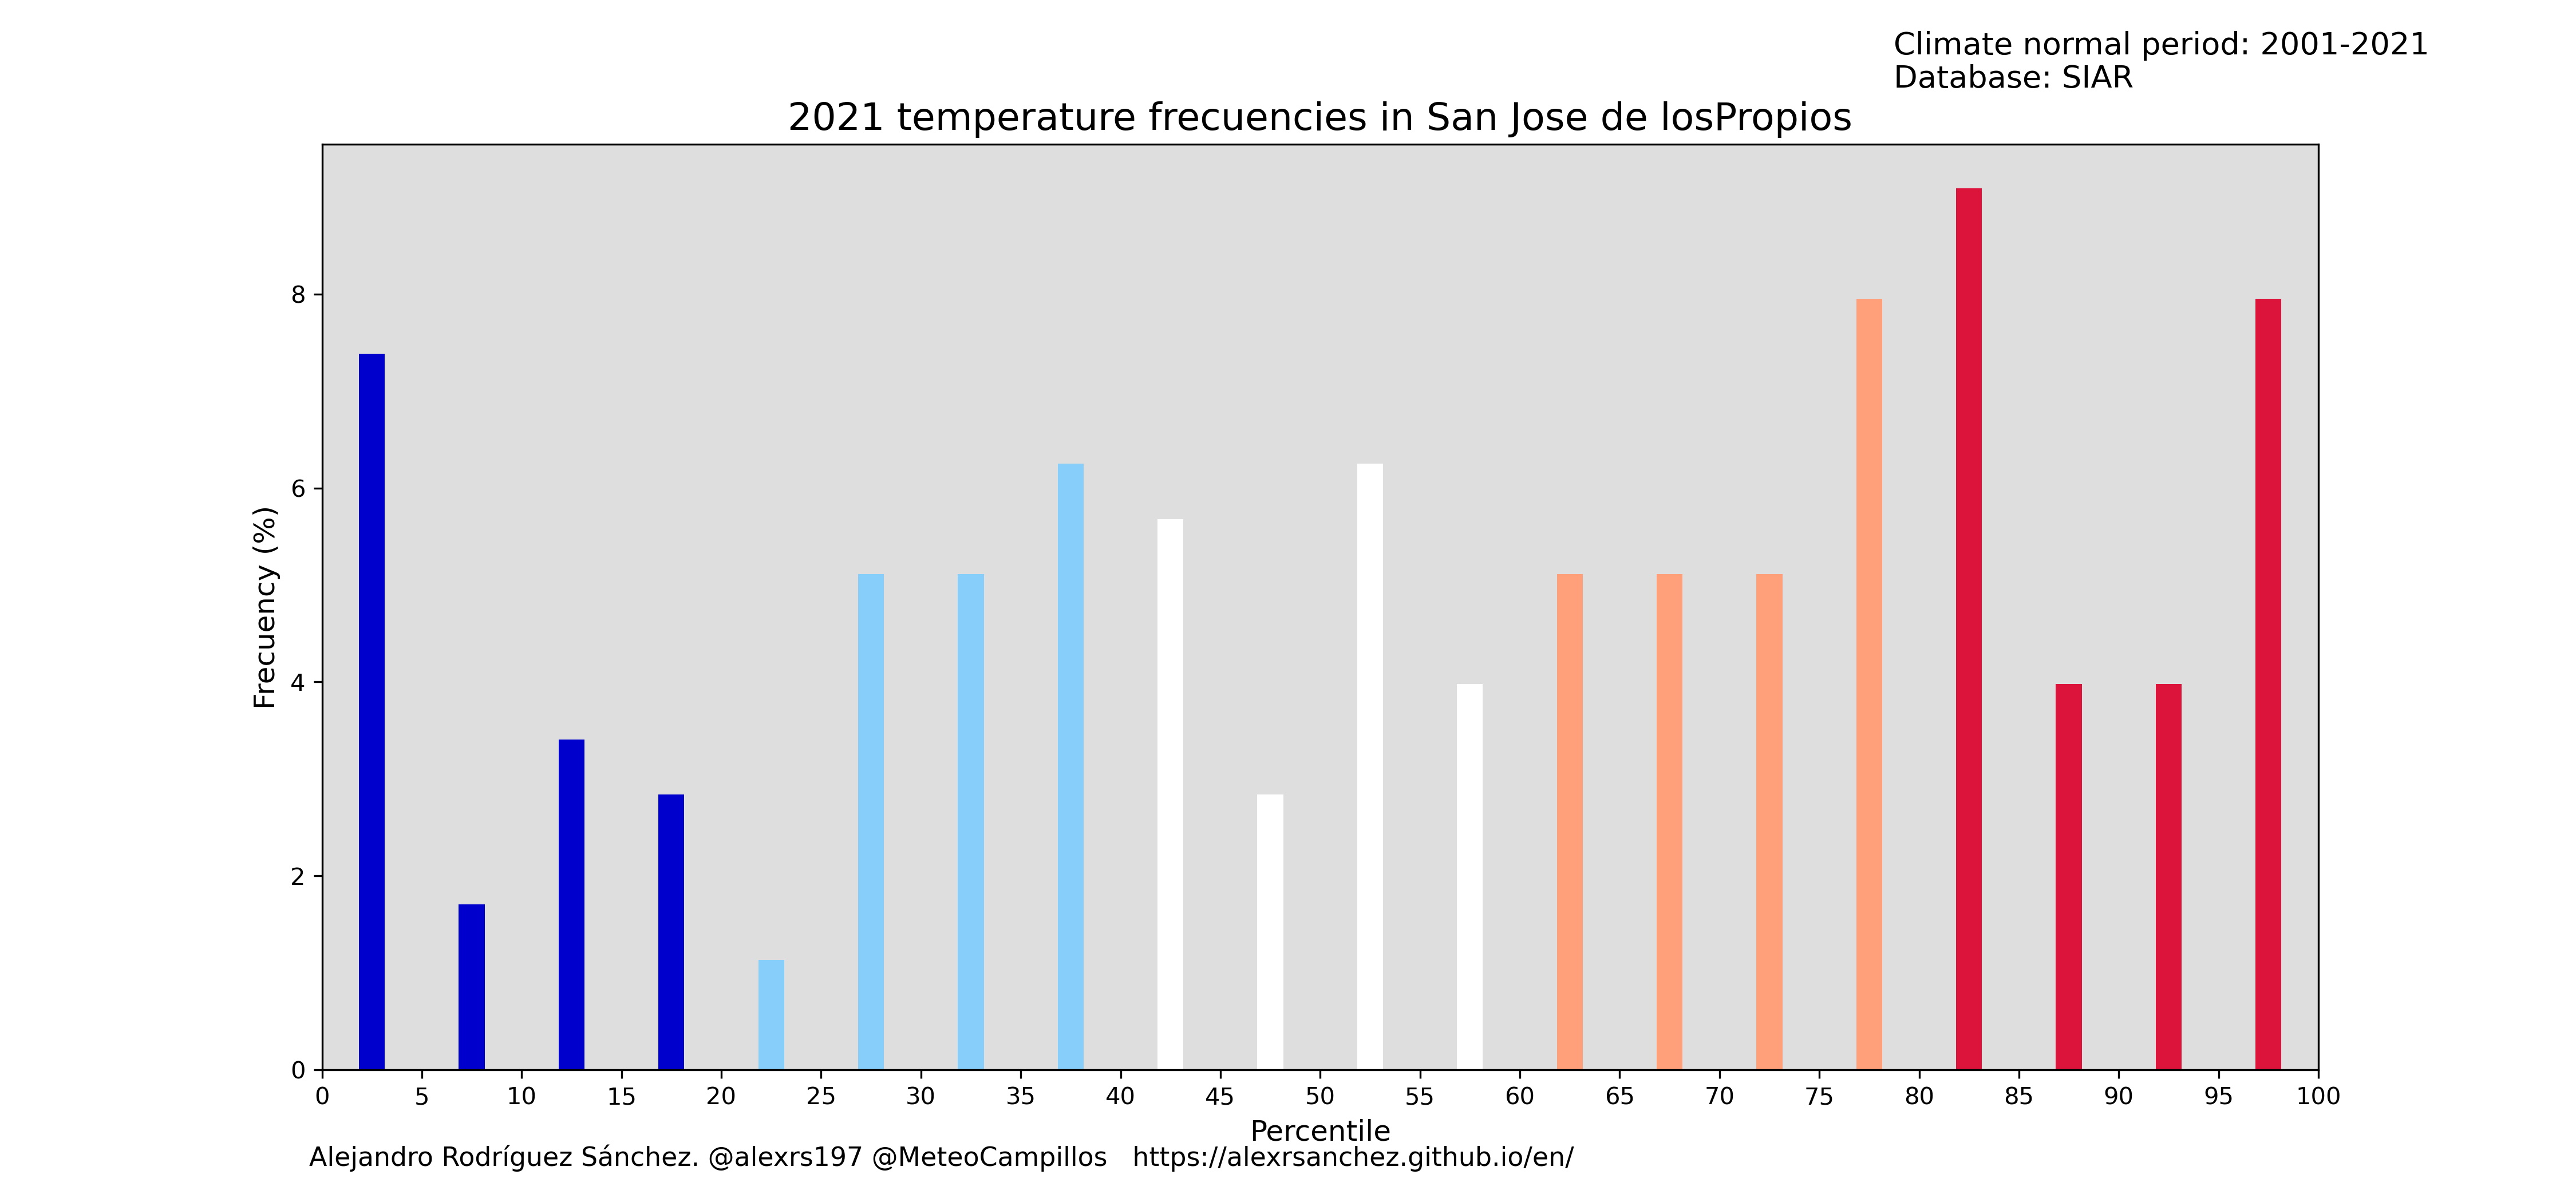 Climate normal period: 2001-2021
Database: SIAR
2021 temperature frecuencies in San Jose de losPropios
Frecuency (%)
8
6
4
2
0
0 5 10 15 20 25 30 35 40 45 50 55 60 65 70 75 80 85 90 95 100
Percentile
Alejandro Rodríguez Sánchez. @alexrs197 @MeteoCampillos https://alexrsanchez.github.io/en/